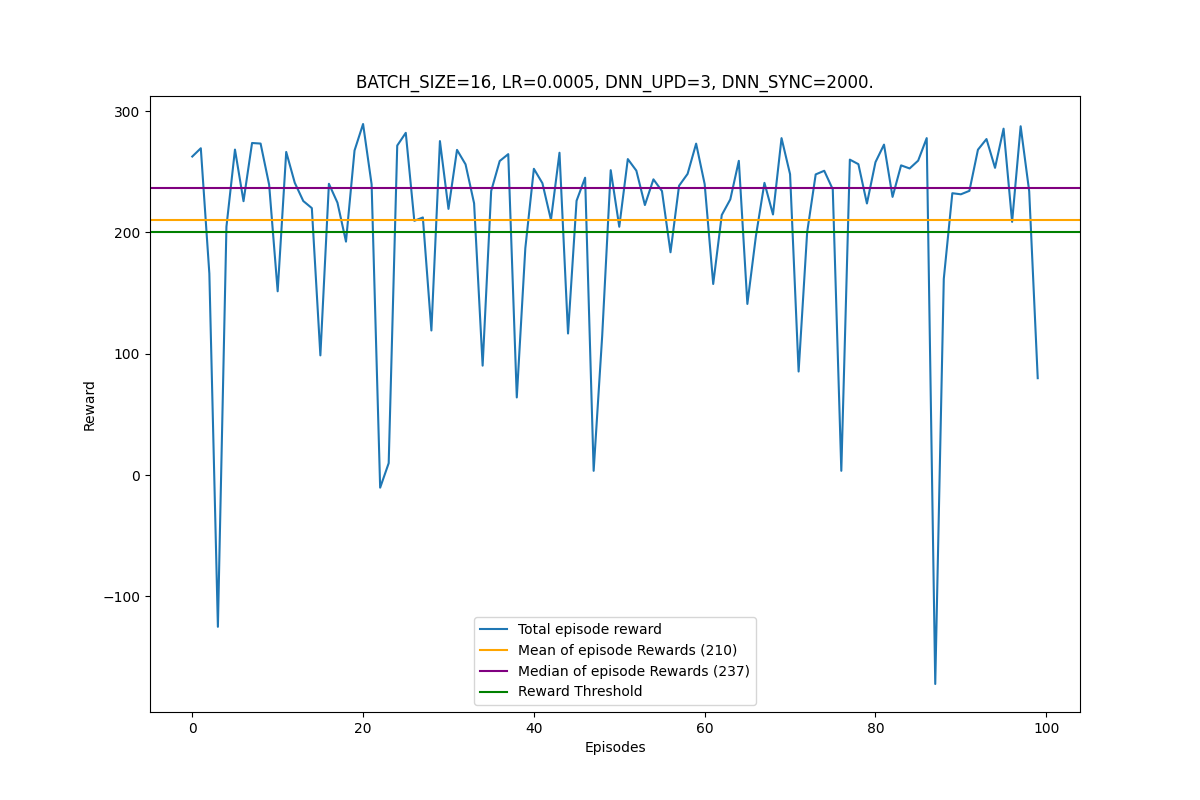 BATCH_SIZE=16, LR=0.0005, DNN_UPD=3, DNN_SYNC=2000.
300
200
100
0
−100
Reward
Total episode reward
Mean of episode Rewards (210)
Median of episode Rewards (237)
Reward Threshold
0 20 40 60 80 100
Episodes